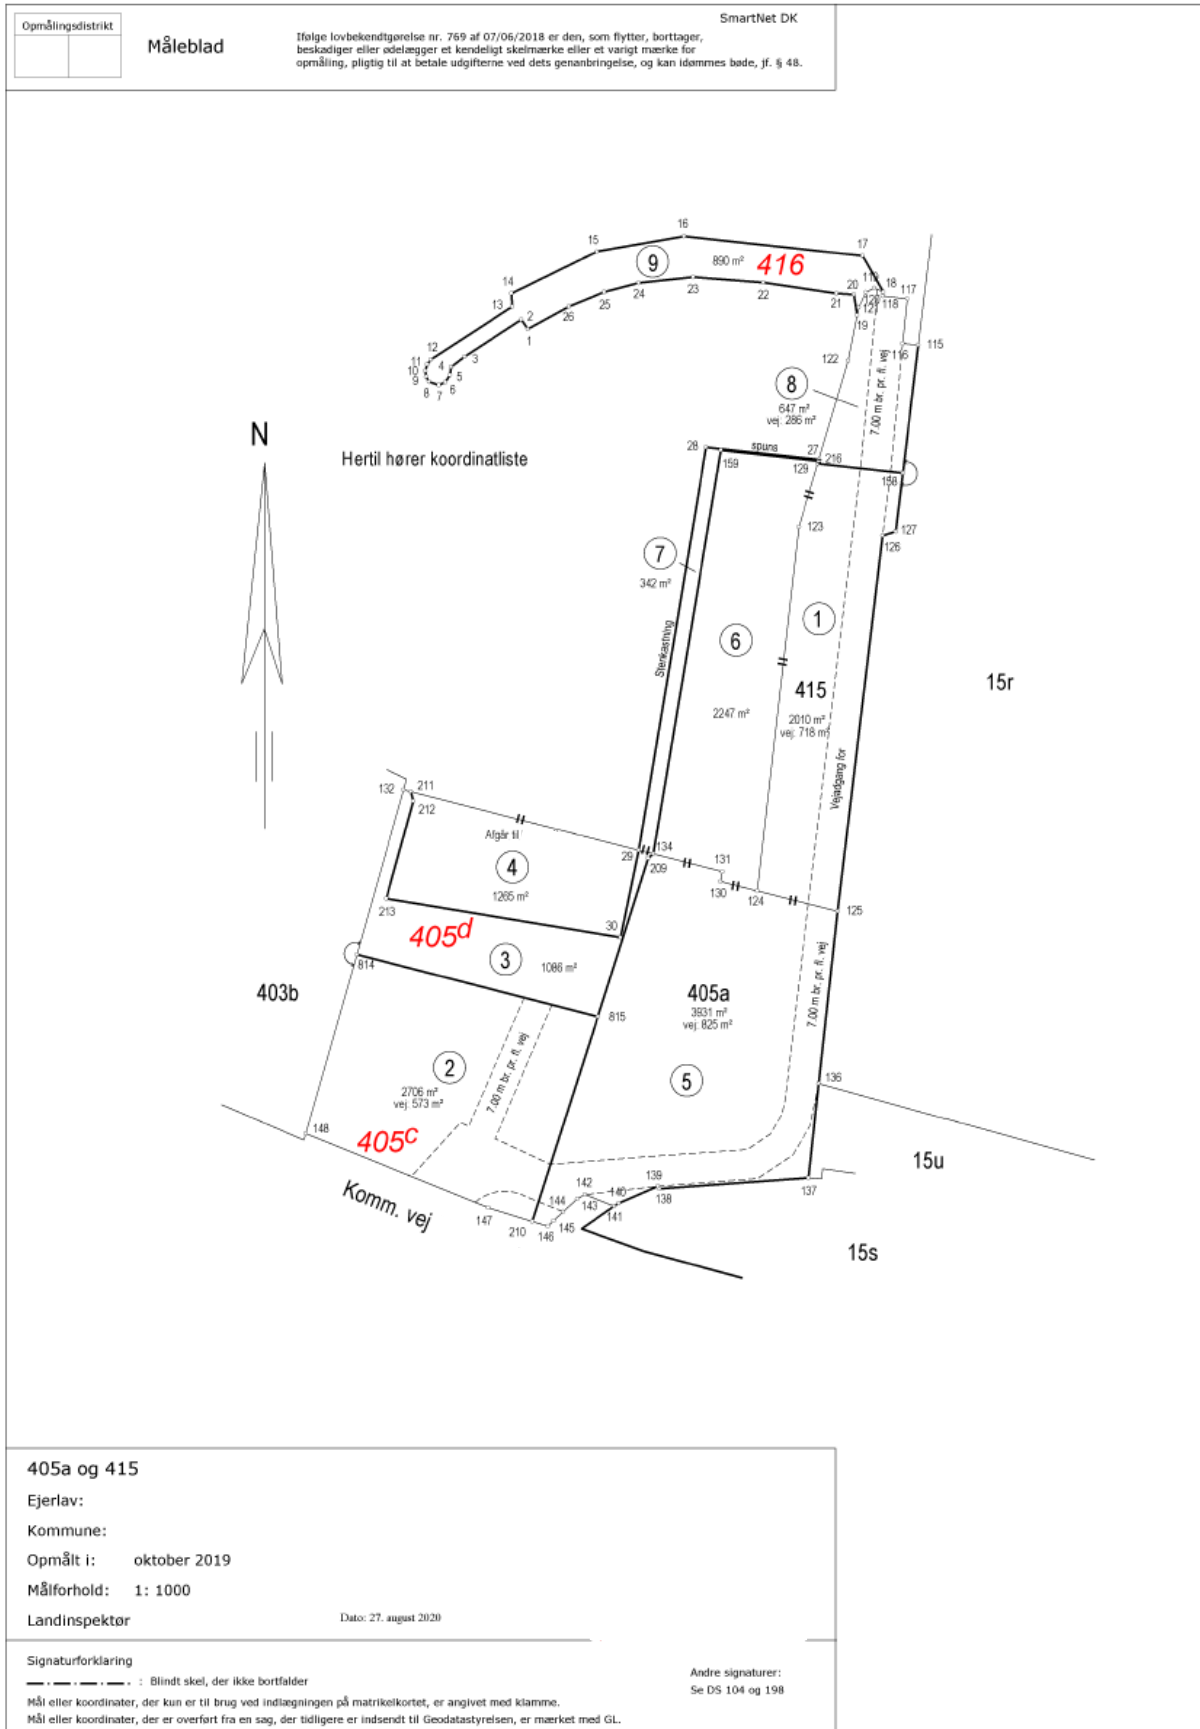 Opmålingsdistrikt
Måleblad
SmartNet DK
Ifølge lovbekendtgørelse nr. 769 af 07/06/2018 er den, som flytter, borttager,
beskadiger eller ødelægger et kendeligt skelmærke eller et varigt mærke for
opmåling, pligtig til at betale udgifterne ved dets genanbringelse, og kan idømmes bøde, jf. § 48.
16
15
17
9
890 m²
416
14
13
24
23
22
25
26
21
20
119
18
120
118
117
121
19
2
1
12
11
10
9
8
7
6
5
4
3
116
115
122
8
647 m²
vej: 286 m²
7.00 m br. pr. fl. vej
N
Hertil hører koordinatliste
28
159
spuns
27
216
129
158
127
126
123
7
342 m²
Stenkastning
6
2247 m²
1
415
2010 m²
vej: 718 m²
Vejadgang for
15r
132
211
212
Afgår til
4
1265 m²
29
134
209
131
130
124
125
213
405d
30
3
1086 m²
814
403b
815
405a
3931 m²
vej: 825 m²
5
7.00 m br. pr. fl. vej
136
2
2706 m²
vej: 573 m²
7.00 m br. pr. fl. vej
405c
148
Komm. vej
147
210
146
145
144
142
143
140
141
139
138
137
15u
15s
405a og 415
Ejerlav:
Kommune:
Opmålt i: oktober 2019
Målforhold: 1: 1000
Landinspektør
Dato: 27. august 2020
Signaturforklaring
: Blindt skel, der ikke bortfalder
Mål eller koordinater, der kun er til brug ved indlægningen på matrikelkortet, er angivet med klamme.
Mål eller koordinater, der er overført fra en sag, der tidligere er indsendt til Geodatastyrelsen, er mærket med GL.
Andre signaturer:
Se DS 104 og 198